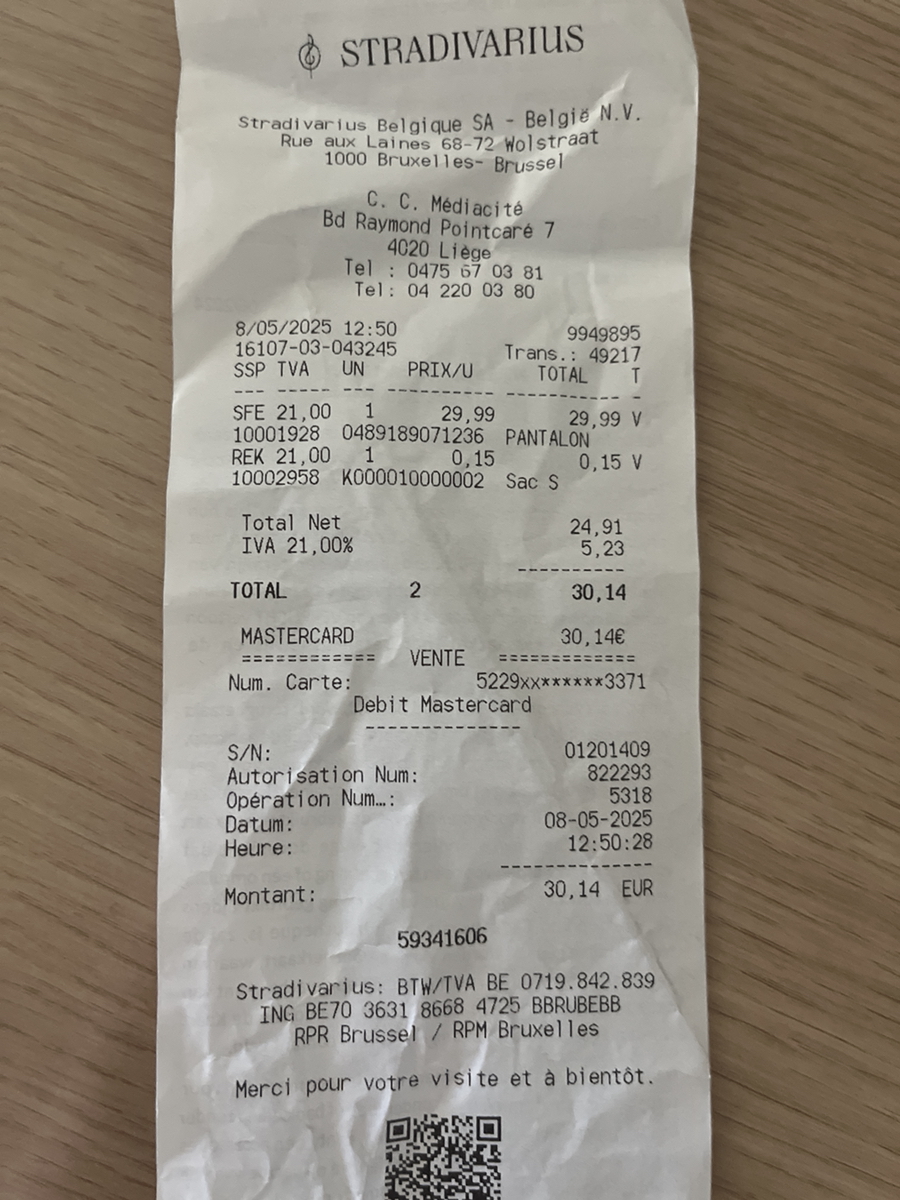 STRADIVARIUS
Stradivarius Belgique SA - België N.V.
Rue aux Laines 68-72 Wolstraat
1000 Bruxelles- Brussel
C. C. Médiacité
Bd Raymond Pointcaré 7
4020 Liège
Tel : 0475 67 03 81
Tel: 04 220 03 80
8/05/2025 12:50 9949895
16107-03-043245 Trans.: 49217
SSP TVA UN PRIX/U TOTAL T
--- ----- --- ---------- ---------- -
SFE 21,00 1 29,99 29,99 V
10001928 0489189071236 PANTALON
REK 21,00 1 0,15 0,15 V
10002958 K000010000002 Sac S
Total Net 24,91
IVA 21,00% 5,23
----------
TOTAL 2 30,14
MASTERCARD 30,14€
============ VENTE ============
Num. Carte: 5229xx******3371
Debit Mastercard
--------------
S/N: 01201409
Autorisation Num: 822293
Opération Num…: 5318
Datum: 08-05-2025
Heure: 12:50:28
--------------
Montant: 30,14 EUR
59341606
Stradivarius: BTW/TVA BE 0719.842.839
ING BE70 3631 8668 4725 BBRUBEBB
RPR Brussel / RPM Bruxelles
Merci pour votre visite et à bientôt.